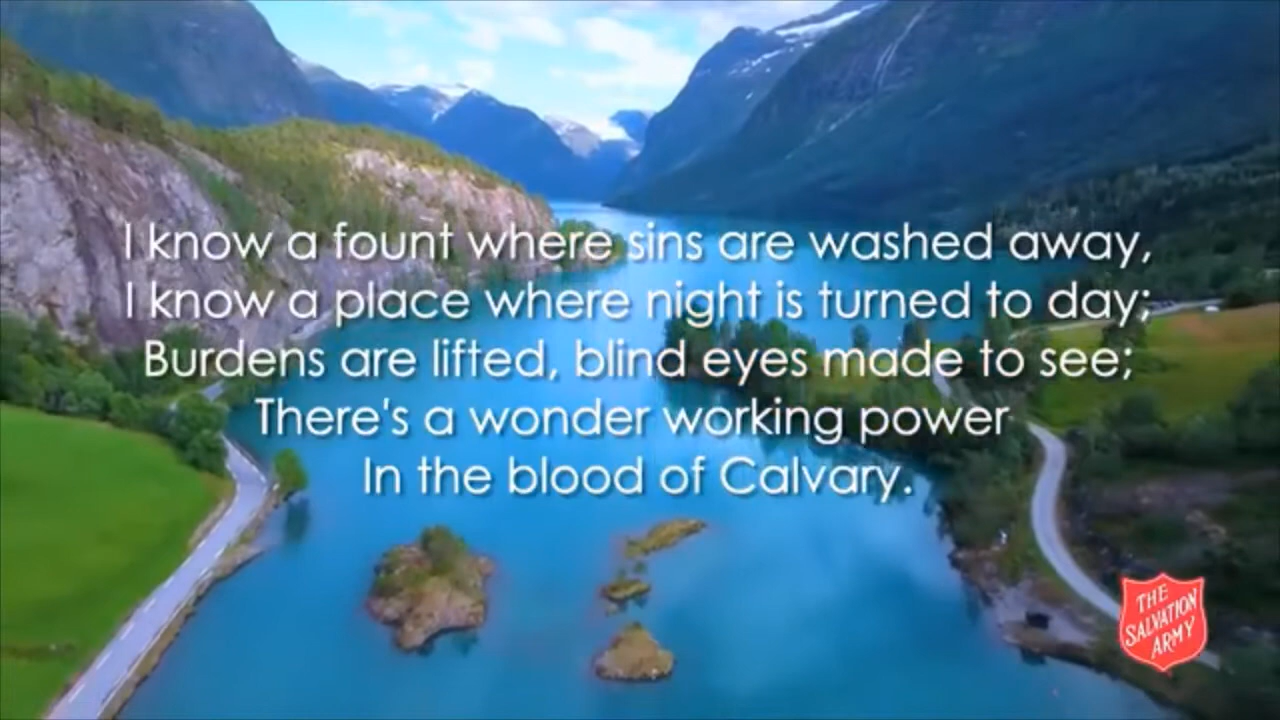 I know a fount where sins are washed away,
I know a place where night is turned to day;
Burdens are lifted, blind eyes made to see;
There's a wonder working power
In the blood of Calvary.
THE
SALVATION
ARMY